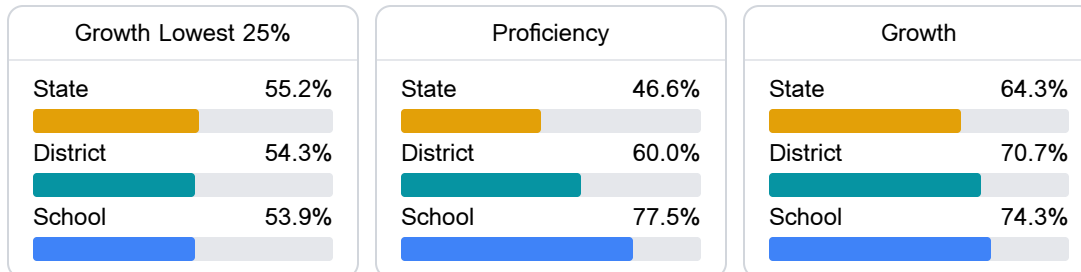 Growth Lowest 25%
State 55.2%
District 54.3%
School 53.9%
Proficiency
State 46.6%
District 60.0%
School 77.5%
Growth
State 64.3%
District 70.7%
School 74.3%